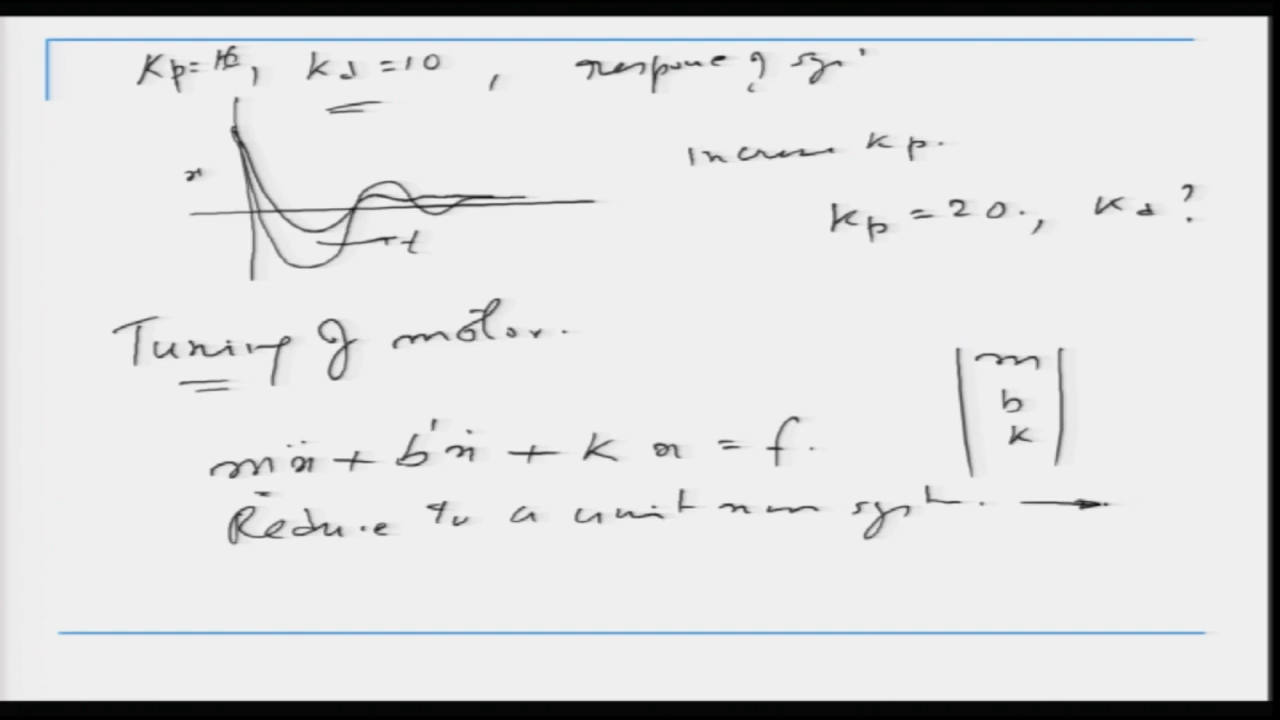 Kp=16, Kd=10, response of sys
x
Increase Kp.
Kp = 20., Kd?
t
Tuning of motor.
m
b
k
mẍ + b'ẋ + K x = f.
Reduce to a unit mass syst.